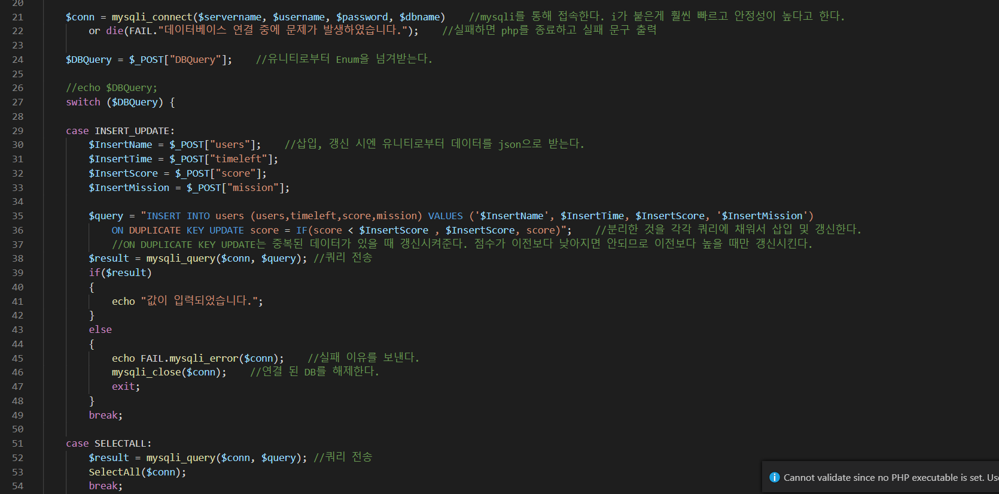 20
21 $conn = mysqli_connect($servername, $username, $password, $dbname) //mysqli를 통해 접속한다. i가 붙은게 훨씬 빠르고 안정성이 높다고 한다.
22 or die(FAIL."데이터베이스 연결 중에 문제가 발생하였습니다."); //실패하면 php를 종료하고 실패 문구 출력
23
24 $DBQuery = $_POST["DBQuery"]; //유니티로부터 Enum을 넘겨받는다.
25
26 //echo $DBQuery;
27 switch ($DBQuery) {
28
29 case INSERT_UPDATE:
30 $InsertName = $_POST["users"]; //삽입, 갱신 시엔 유니티로부터 데이터를 json으로 받는다.
31 $InsertTime = $_POST["timeleft"];
32 $InsertScore = $_POST["score"];
33 $InsertMission = $_POST["mission"];
34
35 $query = "INSERT INTO users (users,timeleft,score,mission) VALUES ('$InsertName', $InsertTime, $InsertScore, '$InsertMission')
36 ON DUPLICATE KEY UPDATE score = IF(score < $InsertScore , $InsertScore, score)"; //분리한 것을 각각 쿼리에 채워서 삽입 및 갱신한다.
37 //ON DUPLICATE KEY UPDATE는 중복된 데이터가 있을 때 갱신시켜준다. 점수가 이전보다 낮아지면 안되므로 이전보다 높을 때만 갱신시킨다.
38 $result = mysqli_query($conn, $query); //쿼리 전송
39 if($result)
40 {
41 echo "값이 입력되었습니다.";
42 }
43 else
44 {
45 echo FAIL.mysqli_error($conn); //실패 이유를 보낸다.
46 mysqli_close($conn); //연결 된 DB를 해제한다.
47 exit;
48 }
49 break;
50
51 case SELECTALL:
52 $result = mysqli_query($conn, $query); //쿼리 전송
53 SelectAll($conn);
54 break;
Cannot validate since no PHP executable is set. Us